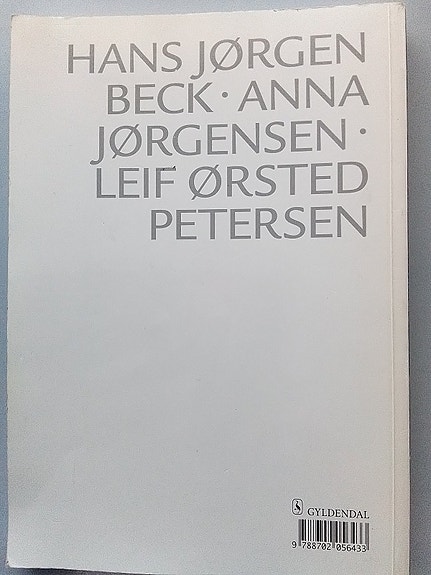 HANS JØRGEN
BECK · ANNA
JØRGENSEN ·
LEIF ØRSTED
PETERSEN
GYLDENDAL
9 788702 056433